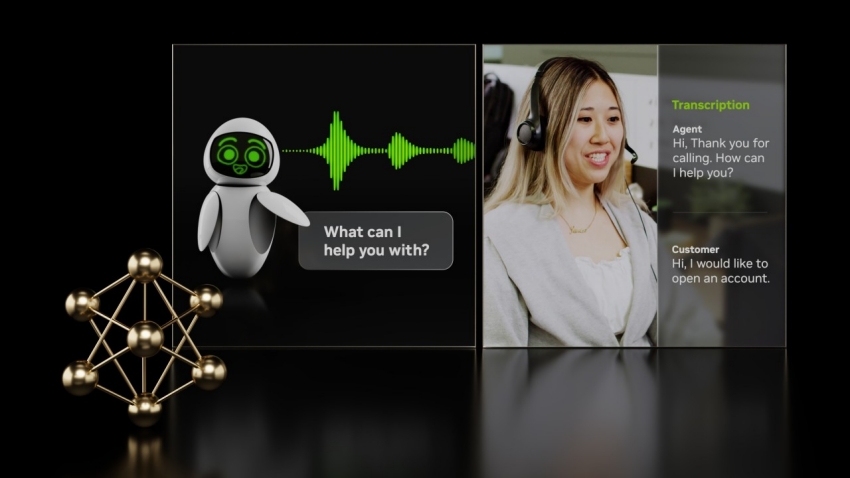 What can I
help you with?
Transcription
Agent
Hi, Thank you for
calling. How can
I help you?
Customer
Hi, I would like to
open an account.